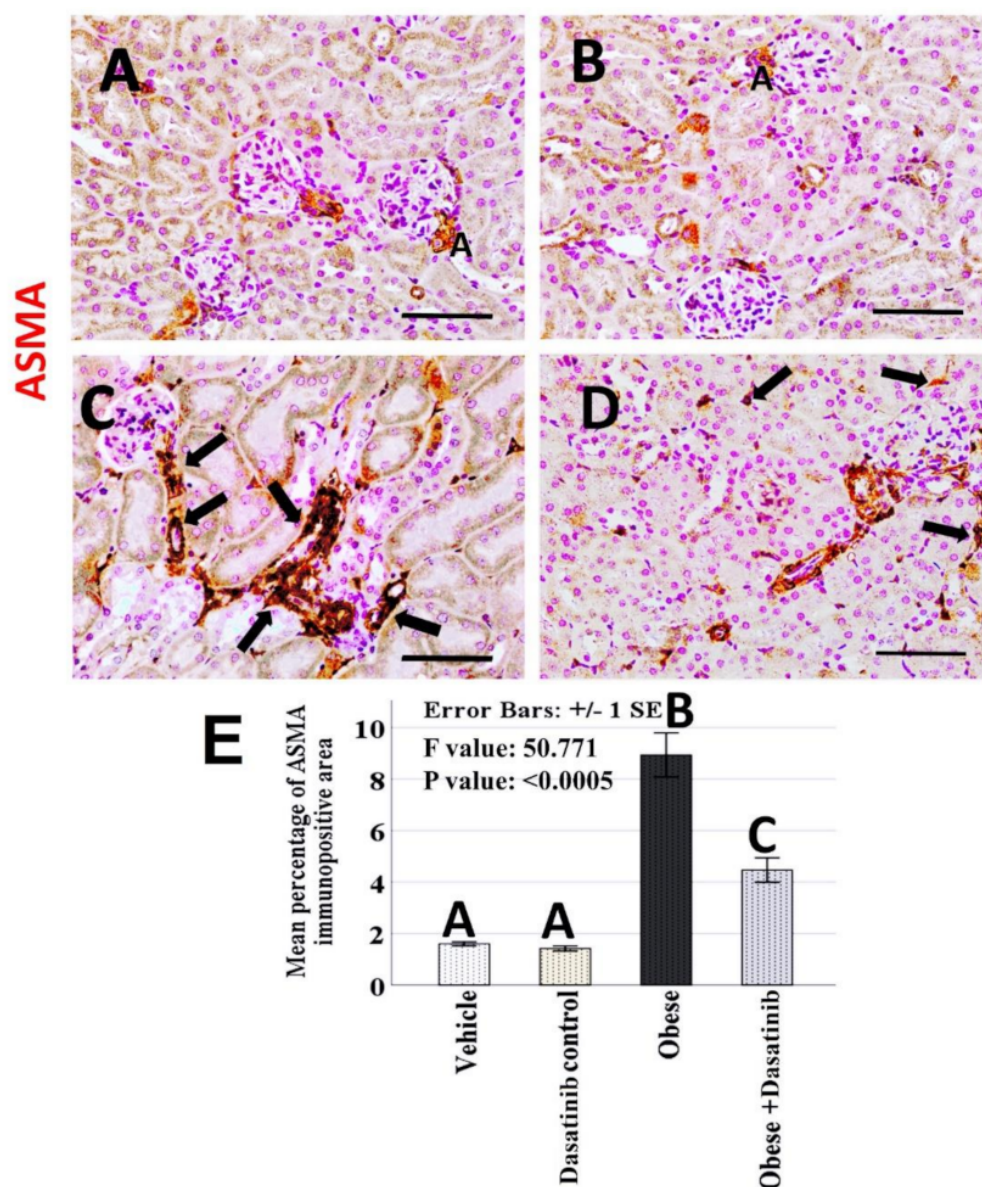 A
A
B
A
ASMA
C
D
E
Error Bars: +/- 1 SE
F value: 50.771
P value: <0.0005
B
C
A
A
Mean percentage of ASMA
immunopositive area
10
8
6
4
2
0
Vehicle
Dasatinib control
Obese
Obese +Dasatinib